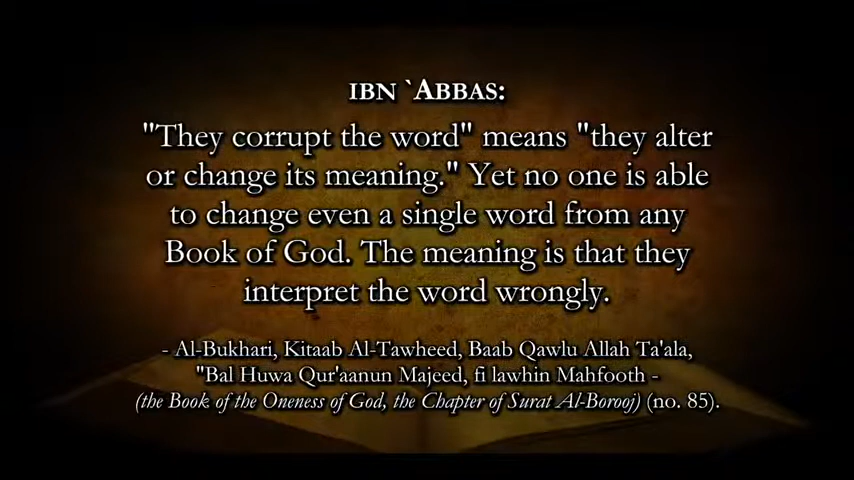 IBN `ABBAS:
"They corrupt the word" means "they alter
or change its meaning." Yet no one is able
to change even a single word from any
Book of God. The meaning is that they
interpret the word wrongly.
- Al-Bukhari, Kitaab Al-Tawheed, Baab Qawlu Allah Ta'ala,
"Bal Huwa Qur'aanun Majeed, fi lawhin Mahfooth -
(the Book of the Oneness of God, the Chapter of Surat Al-Borooj) (no. 85).